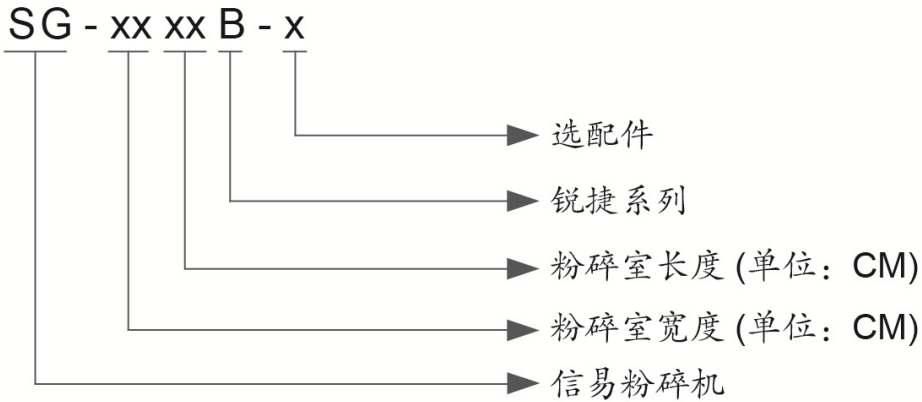 SG-xxxxB-x
选配件
锐捷系列
粉碎室长度 (单位：CM)
粉碎室宽度 (单位：CM)
信易粉碎机